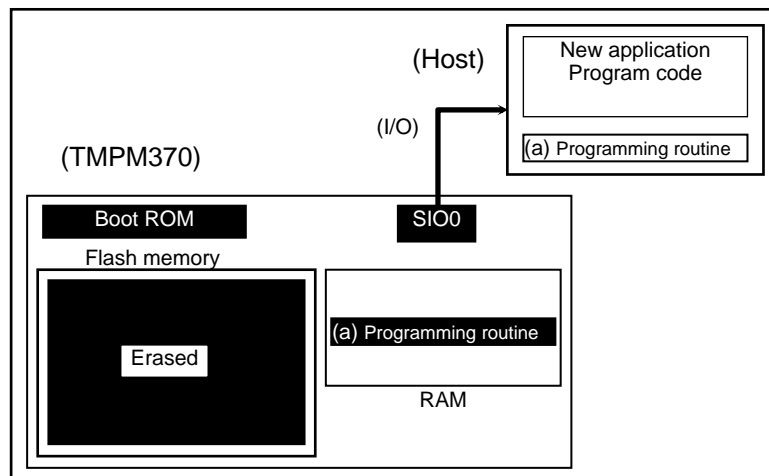 (Host)
New application
Program code
(a) Programming routine
(I/O)
(TMPM370)
Boot ROM
SIO0
Flash memory
(a) Programming routine
Erased
RAM